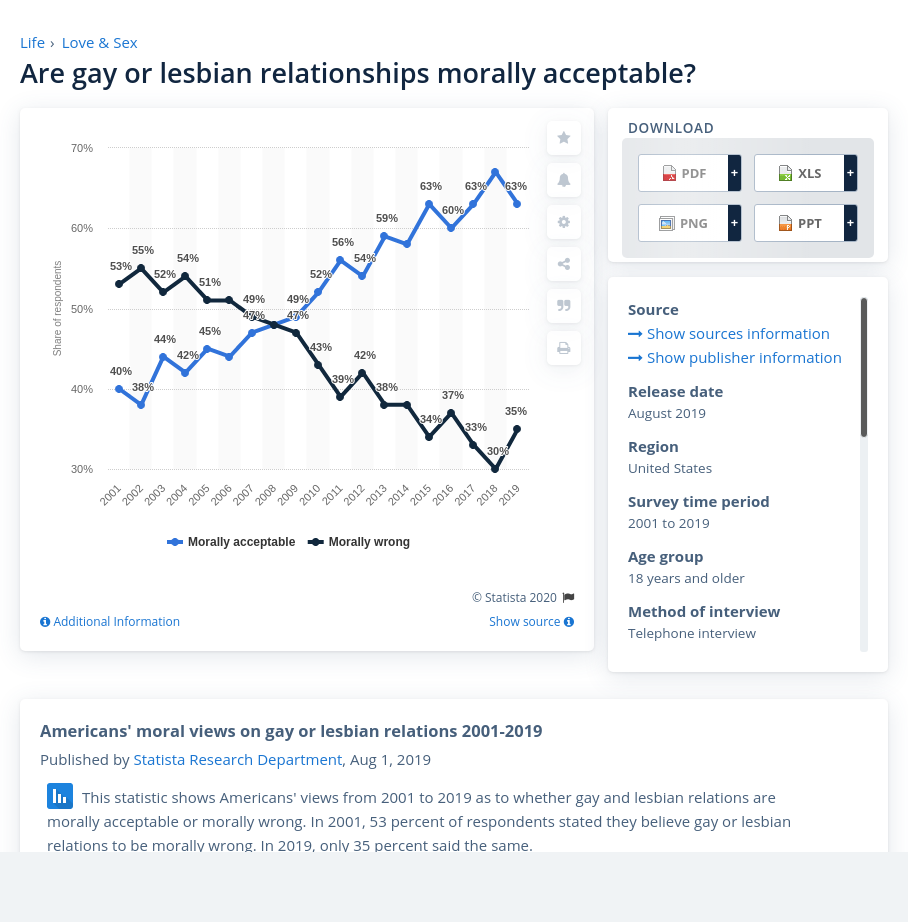 Life › Love & Sex
Are gay or lesbian relationships morally acceptable?
70%
60%
50%
40%
30%
Share of respondents
53%
55%
52%
54%
51%
49%
47%
43%
39%
42%
38%
34%
37%
33%
30%
35%
40%
38%
44%
42%
45%
47%
49%
52%
56%
54%
59%
63%
60%
63%
63%
2001
2002
2003
2004
2005
2006
2007
2008
2009
2010
2011
2012
2013
2014
2015
2016
2017
2018
2019
Morally acceptable Morally wrong
© Statista 2020
Additional Information Show source
DOWNLOAD
PDF + XLS +
PNG + PPT +
Source
Show sources information
Show publisher information
Release date
August 2019
Region
United States
Survey time period
2001 to 2019
Age group
18 years and older
Method of interview
Telephone interview
Americans' moral views on gay or lesbian relations 2001-2019
Published by Statista Research Department, Aug 1, 2019
This statistic shows Americans' views from 2001 to 2019 as to whether gay and lesbian relations are
morally acceptable or morally wrong. In 2001, 53 percent of respondents stated they believe gay or lesbian
relations to be morally wrong. In 2019, only 35 percent said the same.